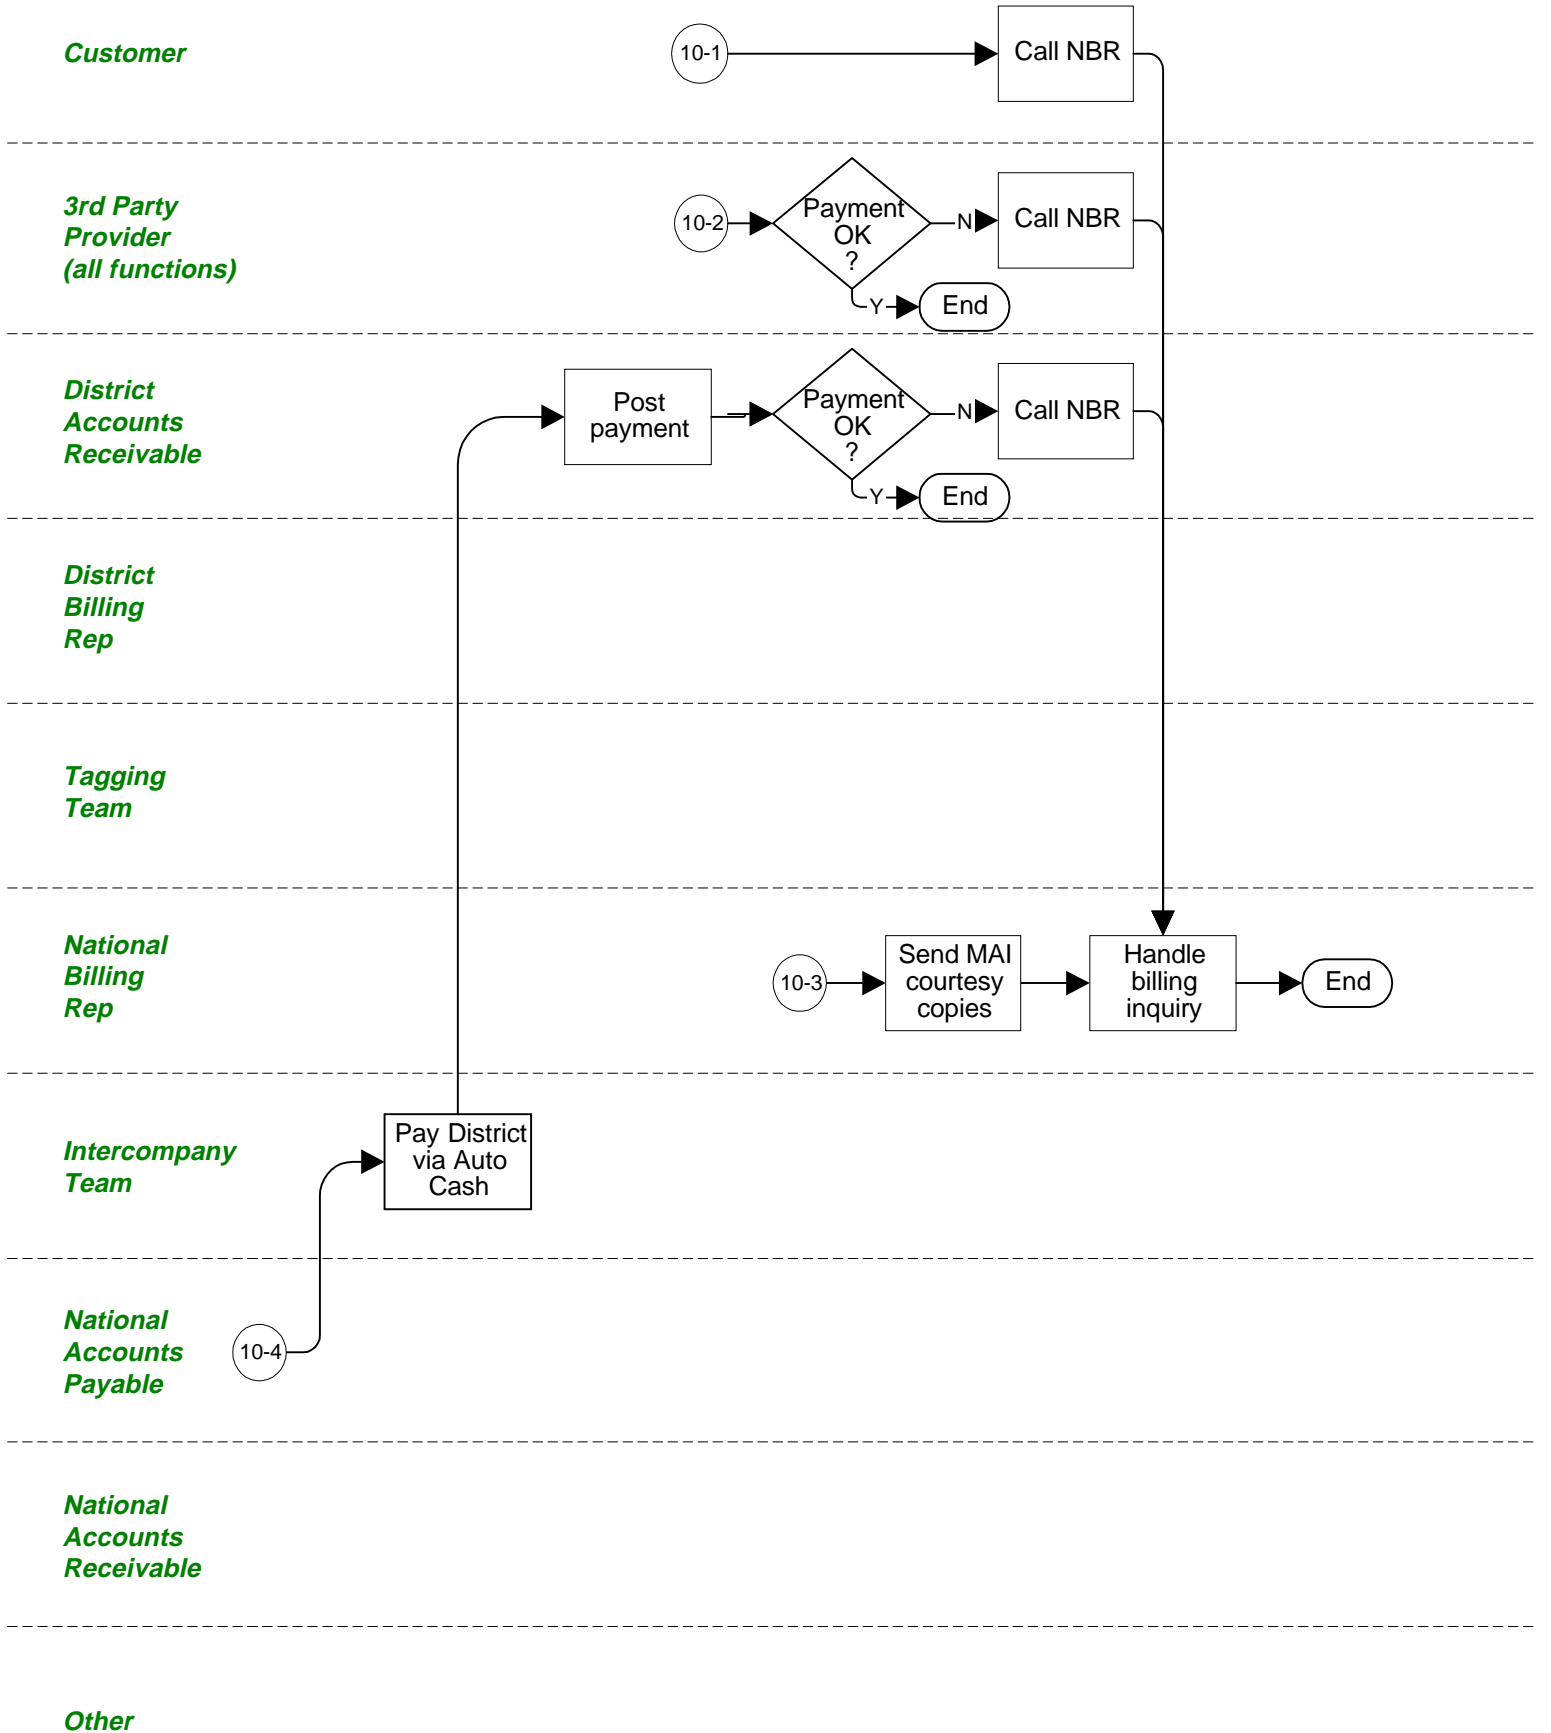 Customer
10-1
Call NBR
3rd Party
Provider
(all functions)
10-2
Payment
OK
?
N
Call NBR
Y
End
District
Accounts
Receivable
Post
payment
Payment
OK
?
N
Call NBR
Y
End
District
Billing
Rep
Tagging
Team
National
Billing
Rep
10-3
Send MAI
courtesy
copies
Handle
billing
inquiry
End
Intercompany
Team
Pay District
via Auto
Cash
National
Accounts
Payable
10-4
National
Accounts
Receivable
Other